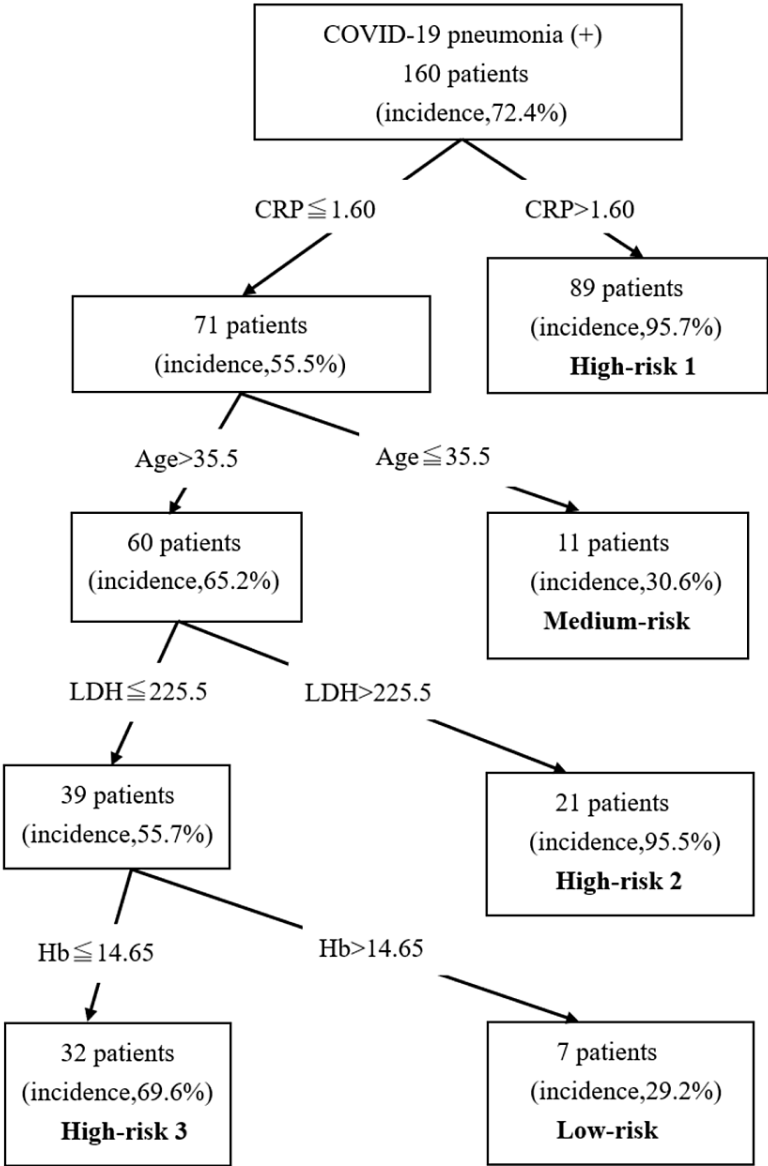 COVID-19 pneumonia (+)
160 patients
(incidence,72.4%)
CRP≦1.60
CRP>1.60
71 patients
(incidence,55.5%)
89 patients
(incidence,95.7%)
High-risk 1
Age>35.5
Age≦35.5
60 patients
(incidence,65.2%)
11 patients
(incidence,30.6%)
Medium-risk
LDH≦225.5
LDH>225.5
39 patients
(incidence,55.7%)
21 patients
(incidence,95.5%)
High-risk 2
Hb≦14.65
Hb>14.65
32 patients
(incidence,69.6%)
High-risk 3
7 patients
(incidence,29.2%)
Low-risk